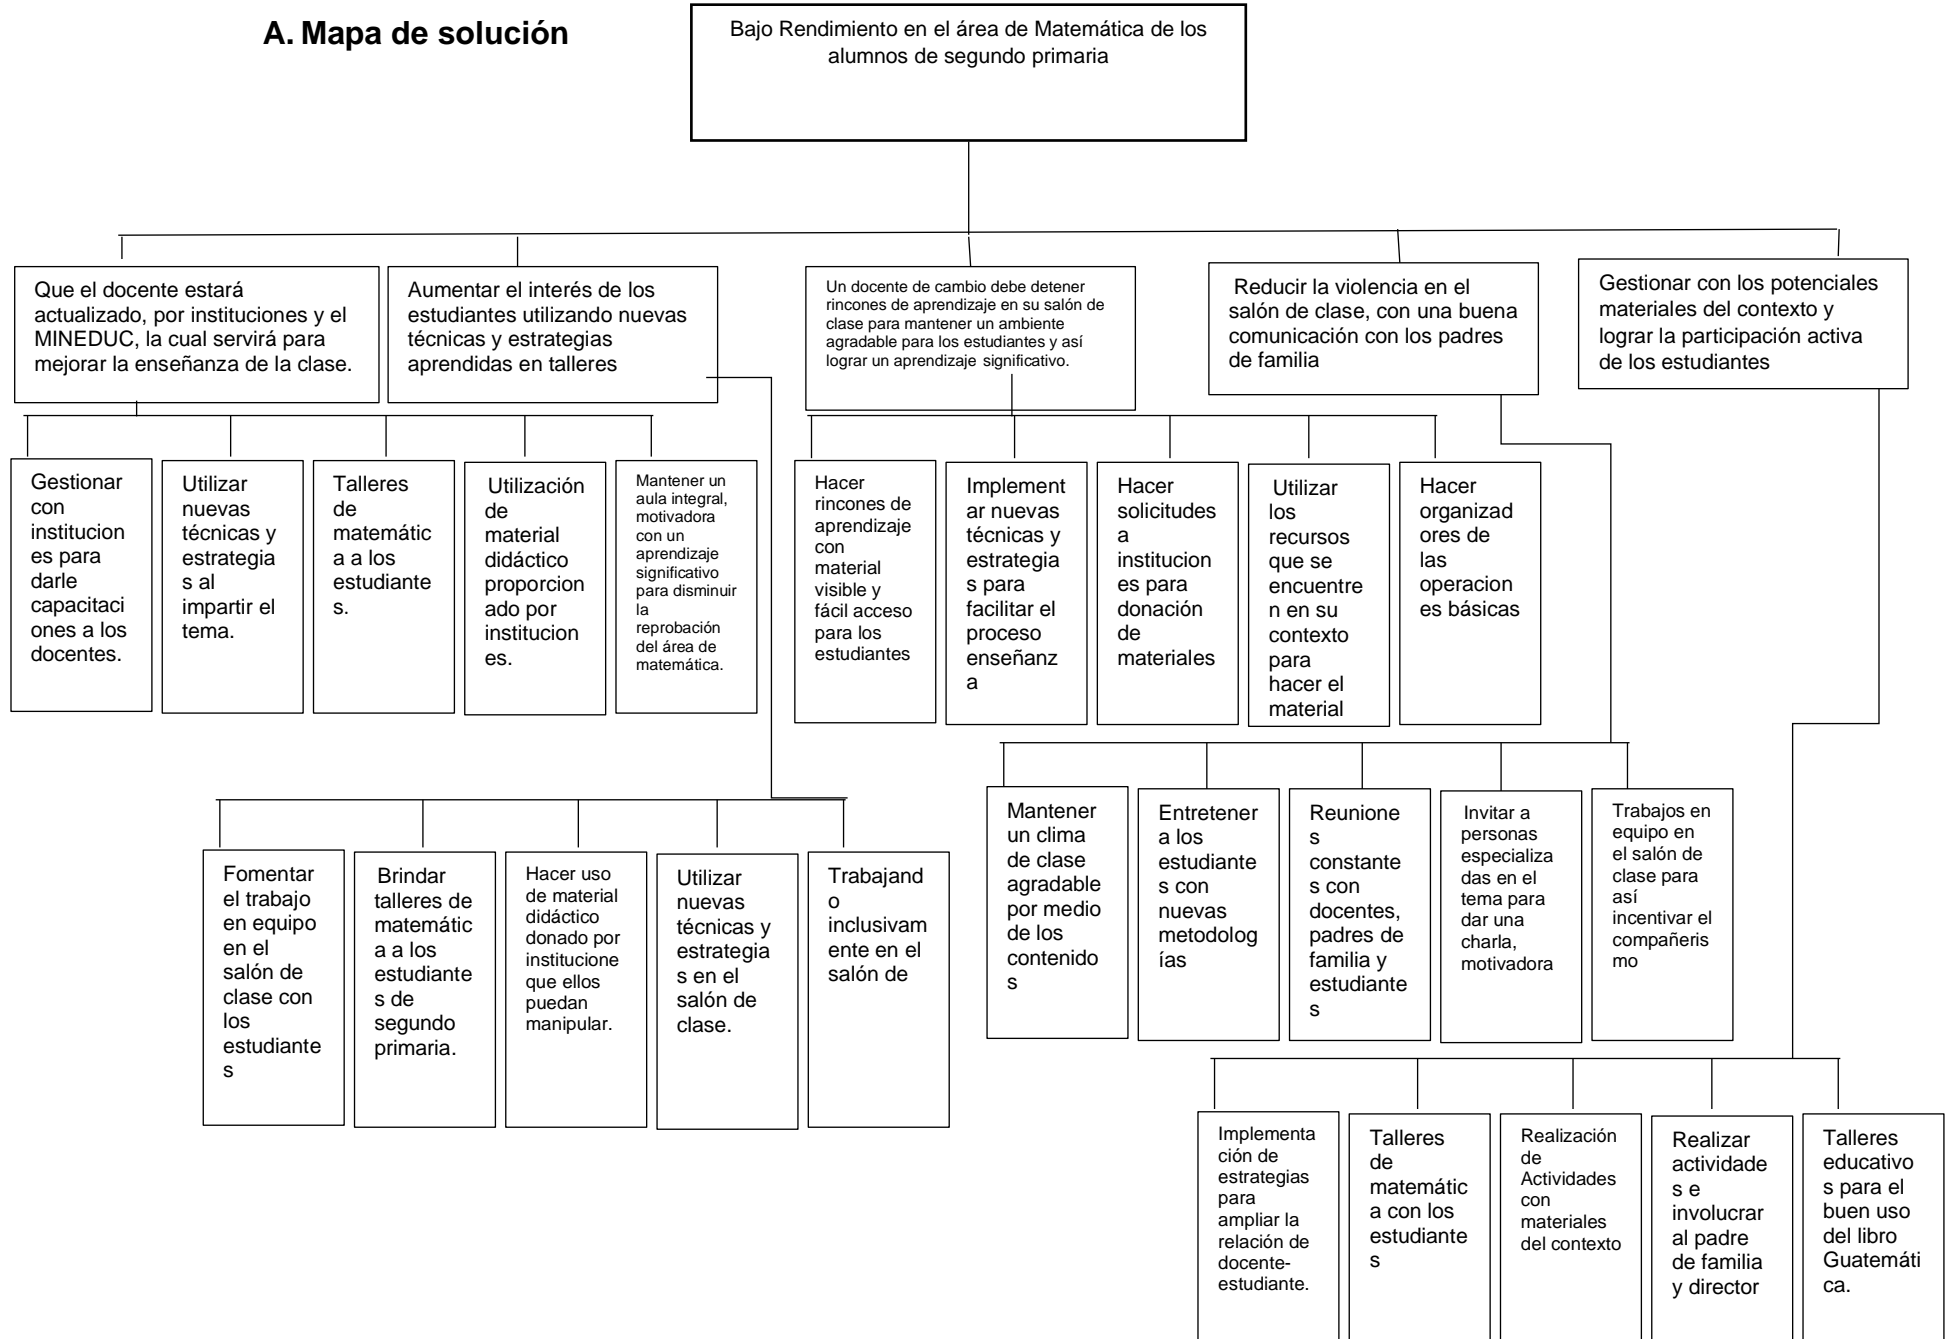 A. Mapa de solución
Bajo Rendimiento en el área de Matemática de los
alumnos de segundo primaria
Que el docente estará
actualizado, por instituciones y el
MINEDUC, la cual servirá para
mejorar la enseñanza de la clase.
Aumentar el interés de los
estudiantes utilizando nuevas
técnicas y estrategias
aprendidas en talleres
Un docente de cambio debe detener
rincones de aprendizaje en su salón de
clase para mantener un ambiente
agradable para los estudiantes y así
lograr un aprendizaje significativo.
Reducir la violencia en el
salón de clase, con una buena
comunicación con los padres
de familia
Gestionar con los potenciales
materiales del contexto y
lograr la participación activa
de los estudiantes
Gestionar
con
institucion
es para
darle
capacitaci
ones a los
docentes.
Utilizar
nuevas
técnicas y
estrategia
s al
impartir el
tema.
Talleres
de
matemátic
a a los
estudiante
s.
Utilización
de
material
didáctico
proporcion
ado por
institucion
es.
Mantener un
aula integral,
motivadora
con un
aprendizaje
significativo
para disminuir
la
reprobación
del área de
matemática.
Hacer
rincones de
aprendizaje
con
material
visible y
fácil acceso
para los
estudiantes
Implement
ar nuevas
técnicas y
estrategia
s para
facilitar el
proceso
enseñanz
a
Hacer
solicitudes
a
institucion
es para
donación
de
materiales
Utilizar
los
recursos
que se
encuentre
n en su
contexto
para
hacer el
material
Hacer
organizad
ores de
las
operacion
es básicas
Fomentar
el trabajo
en equipo
en el
salón de
clase con
los
estudiante
s
Brindar
talleres de
matemátic
a a los
estudiante
s de
segundo
primaria.
Hacer uso
de material
didáctico
donado por
institucione
que ellos
puedan
manipular.
Utilizar
nuevas
técnicas y
estrategia
s en el
salón de
clase.
Trabajand
o
inclusivam
ente en el
salón de
Mantener
un clima
de clase
agradable
por medio
de los
contenido
s
Entretener
a los
estudiante
s con
nuevas
metodolog
ías
Reunione
s
constante
s con
docentes,
padres de
familia y
estudiante
s
Invitar a
personas
especializa
das en el
tema para
dar una
charla,
motivadora
Trabajos en
equipo en
el salón de
clase para
así
incentivar el
compañeris
mo
Implementa
ción de
estrategias
para
ampliar la
relación de
docente-
estudiante.
Talleres
de
matemátic
a con los
estudiante
s
Realización
de
Actividades
con
materiales
del contexto
Realizar
actividade
s e
involucrar
al padre
de familia
y director
Talleres
educativo
s para el
buen uso
del libro
Guatemáti
ca.